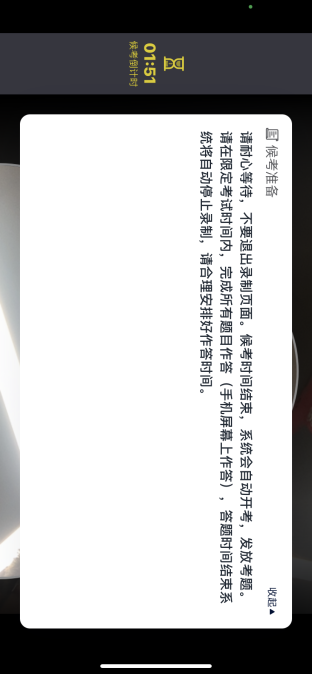 01:51
候考倒计时
候考准备
收起▲
请耐心等待，不要退出录制页面。候考时间结束，系统会自动开考，发放考题。
请在限定考试时间内，完成所有题目作答（手机屏幕上作答），答题时间结束系
统将自动停止录制，请合理安排好作答时间。